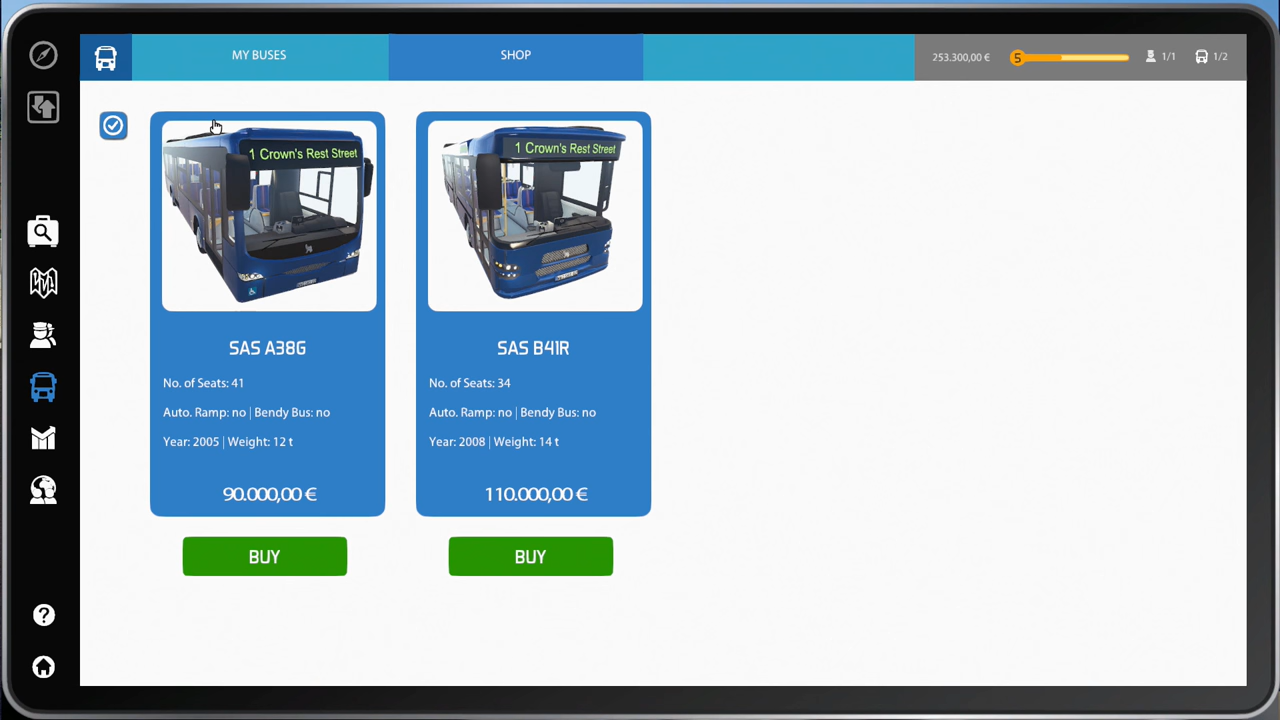 MY BUSES
SHOP
253.300,00 €
5
1/1
1/2
1 Crown's Rest Street
1 Crown's Rest Street
SAS A38G
No. of Seats: 41
Auto. Ramp: no | Bendy Bus: no
Year: 2005 | Weight: 12 t
90.000,00 €
BUY
SAS B41R
No. of Seats: 34
Auto. Ramp: no | Bendy Bus: no
Year: 2008 | Weight: 14 t
110.000,00 €
BUY